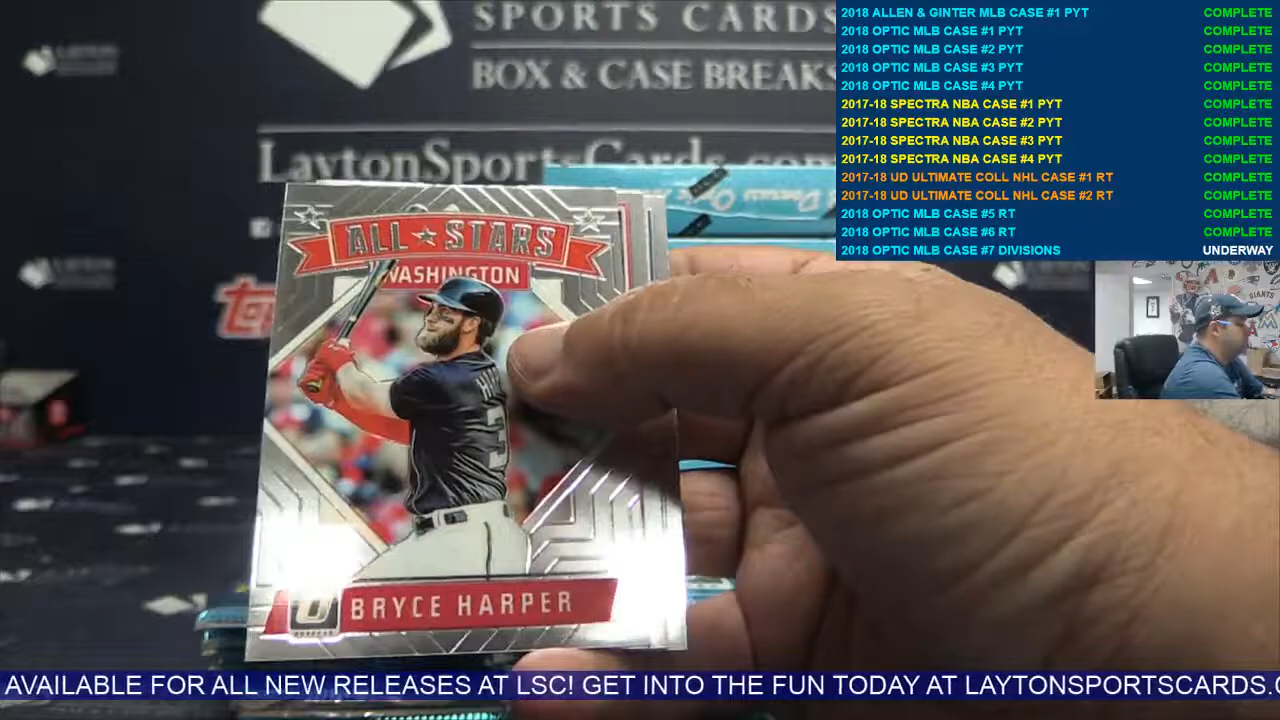 SPORTS CARDS
BOX & CASE BREAKS
LaytonSportsCards.com
ALL ★ STARS
WASHINGTON
3
BRYCE HARPER
2018 ALLEN & GINTER MLB CASE #1 PYT COMPLETE
2018 OPTIC MLB CASE #1 PYT COMPLETE
2018 OPTIC MLB CASE #2 PYT COMPLETE
2018 OPTIC MLB CASE #3 PYT COMPLETE
2018 OPTIC MLB CASE #4 PYT COMPLETE
2017-18 SPECTRA NBA CASE #1 PYT COMPLETE
2017-18 SPECTRA NBA CASE #2 PYT COMPLETE
2017-18 SPECTRA NBA CASE #3 PYT COMPLETE
2017-18 SPECTRA NBA CASE #4 PYT COMPLETE
2017-18 UD ULTIMATE COLL NHL CASE #1 RT COMPLETE
2017-18 UD ULTIMATE COLL NHL CASE #2 RT COMPLETE
2018 OPTIC MLB CASE #5 RT COMPLETE
2018 OPTIC MLB CASE #6 RT COMPLETE
2018 OPTIC MLB CASE #7 DIVISIONS UNDERWAY
GIANTS
AVAILABLE FOR ALL NEW RELEASES AT LSC! GET INTO THE FUN TODAY AT LAYTONSPORTSCARDS.C